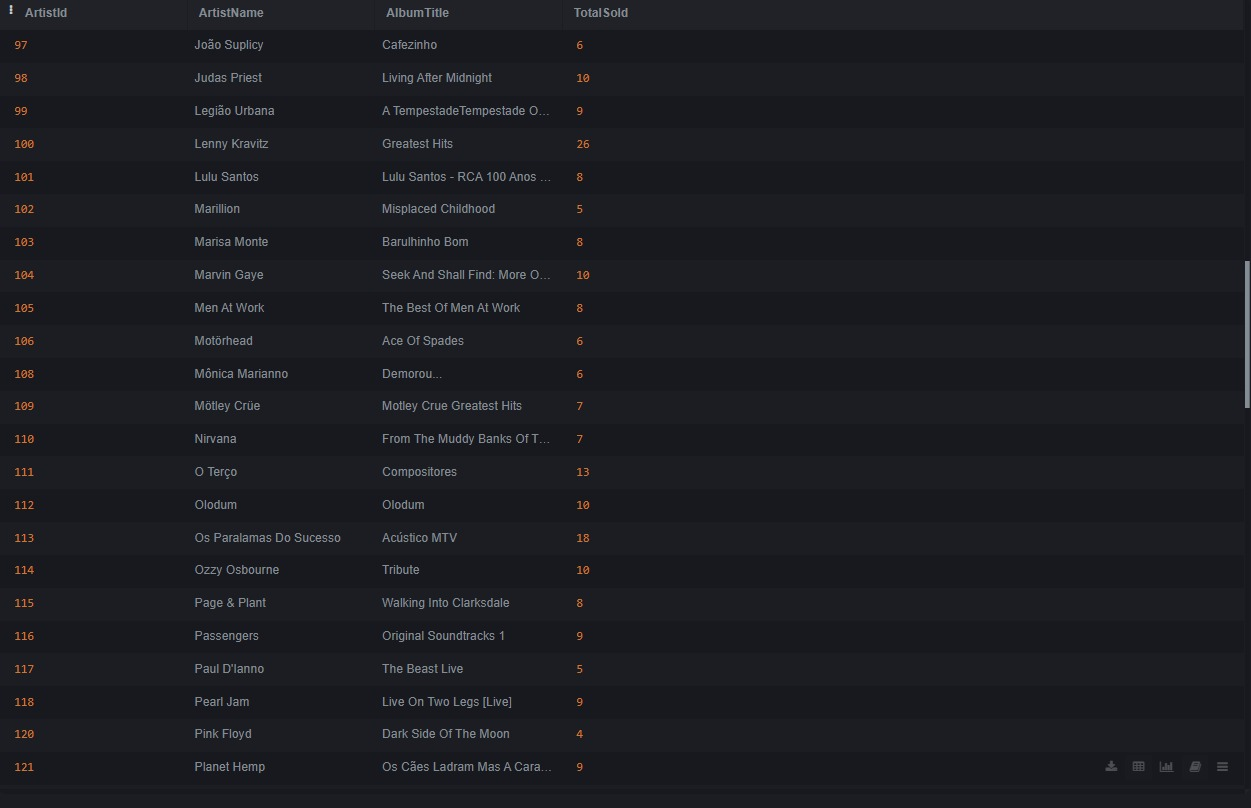 ArtistId ArtistName AlbumTitle TotalSold
97 João Suplicy Cafezinho 6
98 Judas Priest Living After Midnight 10
99 Legião Urbana A TempestadeTempestade O... 9
100 Lenny Kravitz Greatest Hits 26
101 Lulu Santos Lulu Santos - RCA 100 Anos ... 8
102 Marillion Misplaced Childhood 5
103 Marisa Monte Barulhinho Bom 8
104 Marvin Gaye Seek And Shall Find: More O... 10
105 Men At Work The Best Of Men At Work 8
106 Motörhead Ace Of Spades 6
108 Mônica Marianno Demorou... 6
109 Mötley Crüe Motley Crue Greatest Hits 7
110 Nirvana From The Muddy Banks Of T... 7
111 O Terço Compositores 13
112 Olodum Olodum 10
113 Os Paralamas Do Sucesso Acústico MTV 18
114 Ozzy Osbourne Tribute 10
115 Page & Plant Walking Into Clarksdale 8
116 Passengers Original Soundtracks 1 9
117 Paul D'Ianno The Beast Live 5
118 Pearl Jam Live On Two Legs [Live] 9
120 Pink Floyd Dark Side Of The Moon 4
121 Planet Hemp Os Cães Ladram Mas A Cara... 9